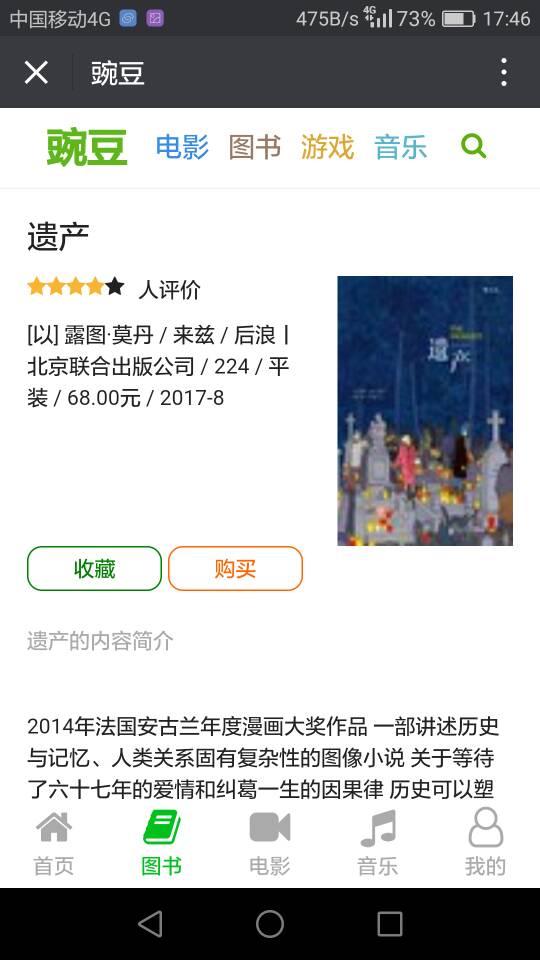 中国移动4G 475B/s 4G 73% 17:46
豌豆
豌豆 电影 图书 游戏 音乐
遗产
人评价
[以] 露图·莫丹 / 来兹 / 后浪丨
北京联合出版公司 / 224 / 平
装 / 68.00元 / 2017-8
遗产
收藏 购买
遗产的内容简介
2014年法国安古兰年度漫画大奖作品 一部讲述历史
与记忆、人类关系固有复杂性的图像小说 关于等待
了六十七年的爱情和纠葛一生的因果律 历史可以塑
首页 图书 电影 音乐 我的